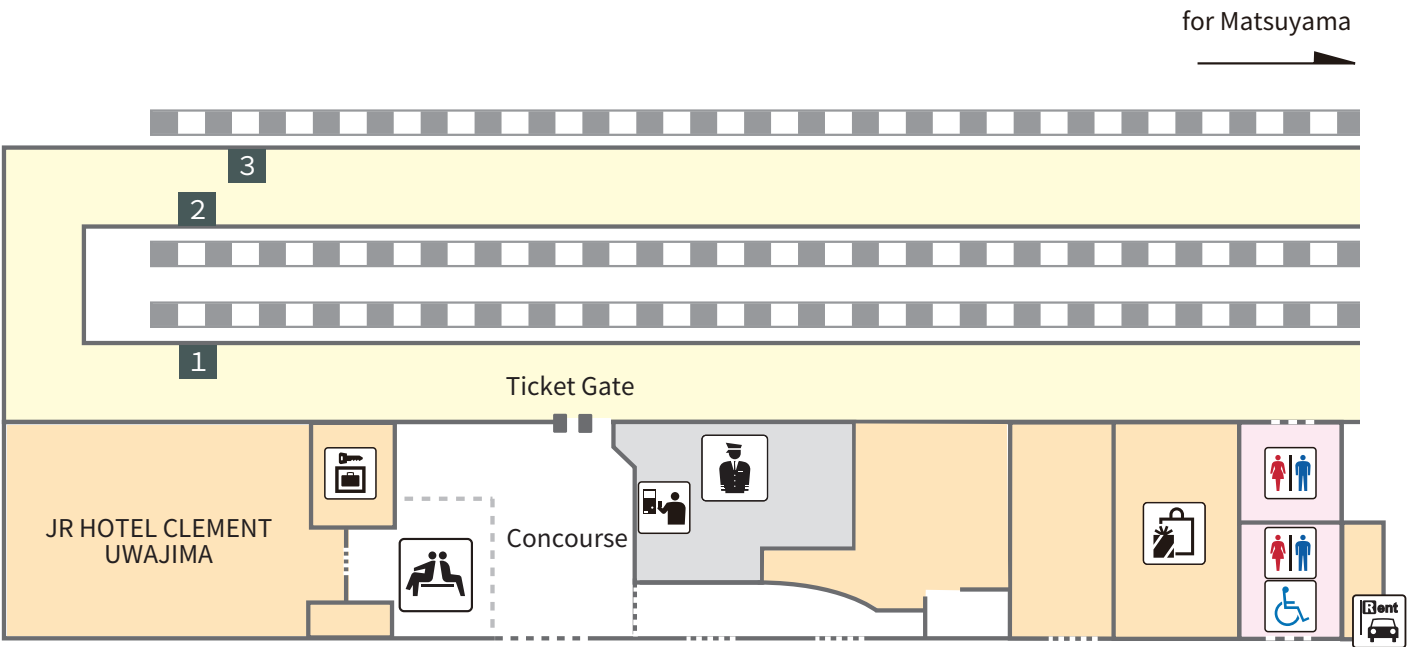 for Matsuyama
3
2
1
Ticket Gate
JR HOTEL CLEMENT
UWAJIMA
Concourse
Rent